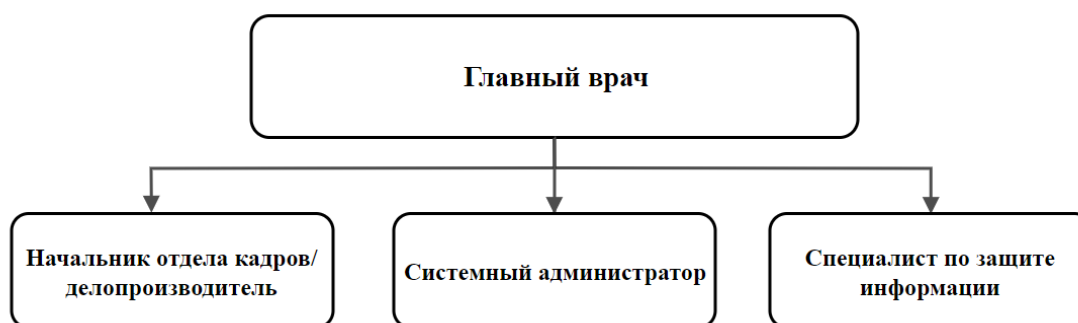 Главный врач
Начальник отдела кадров/
делопроизводитель
Системный администратор
Специалист по защите
информации